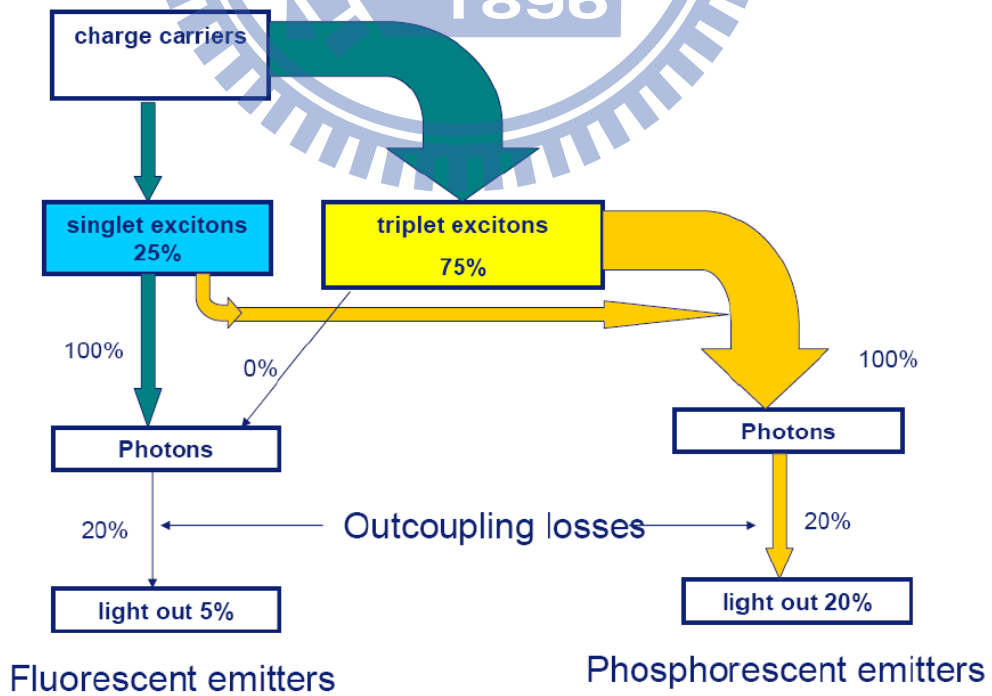 1896
charge carriers
singlet excitons
25%
triplet excitons
75%
100%
0%
100%
Photons
Photons
20%
Outcoupling losses
20%
light out 5%
light out 20%
Fluorescent emitters
Phosphorescent emitters